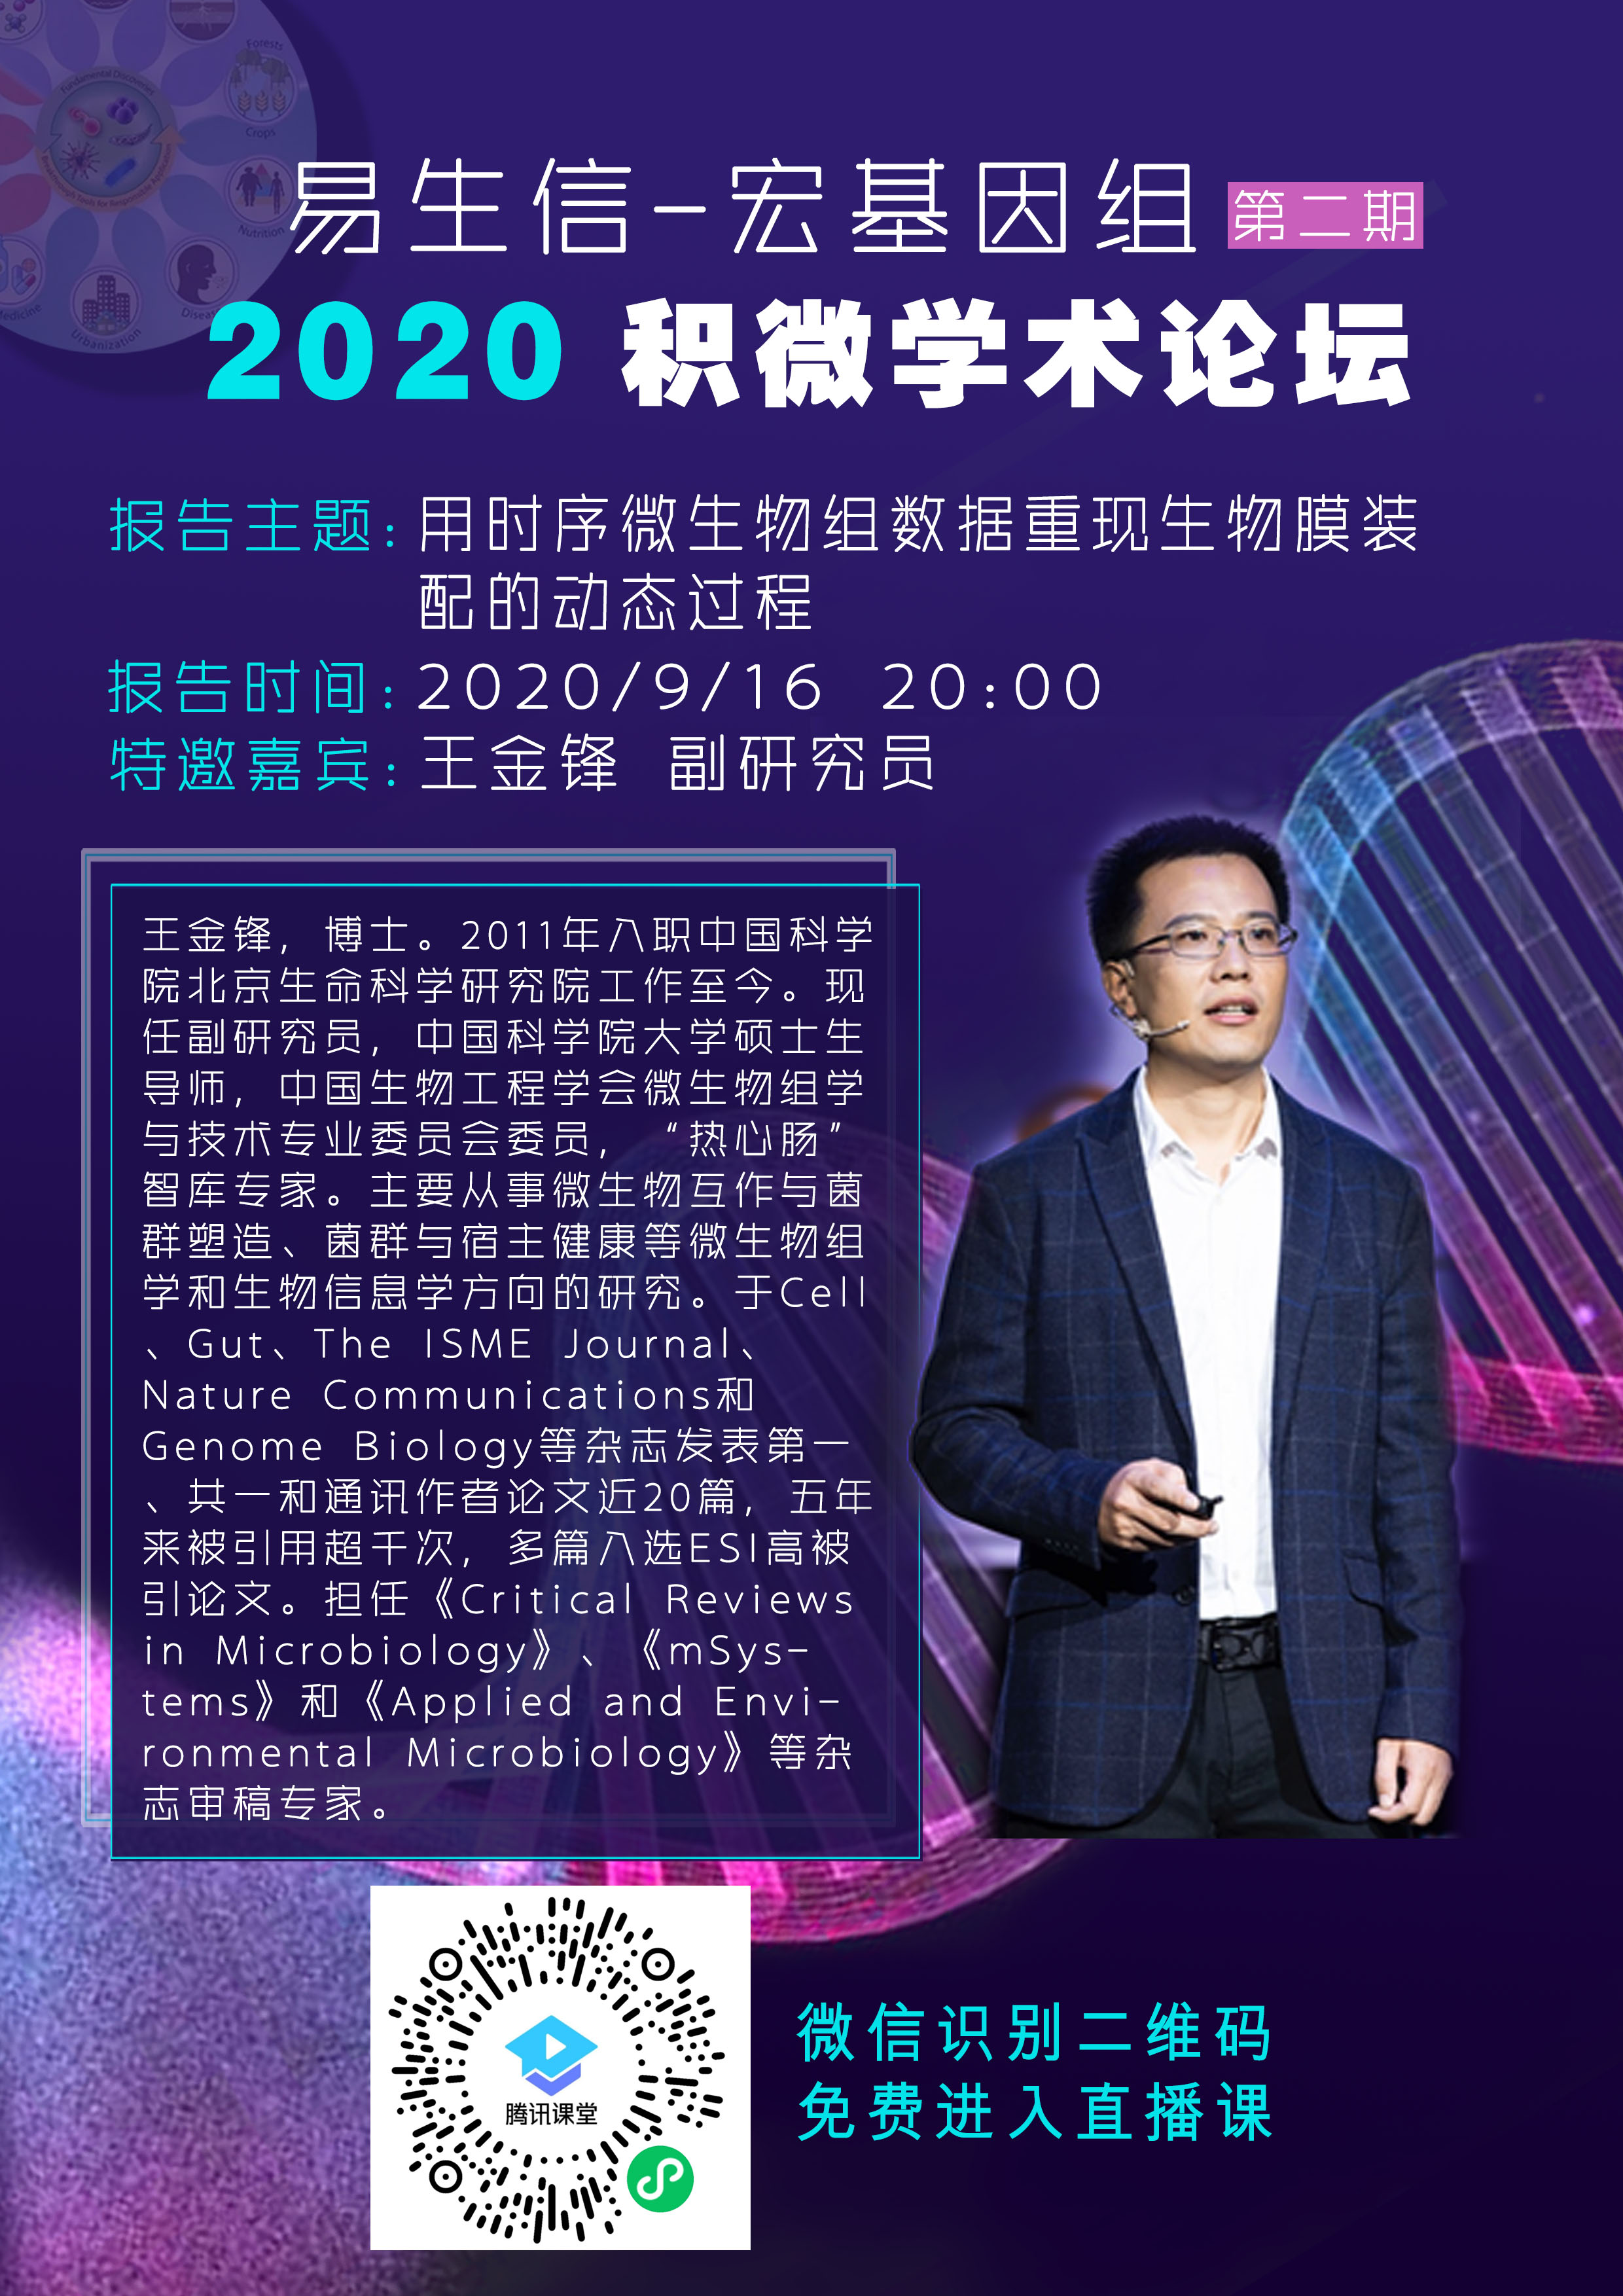 Forests
Fundamental Discoveries
Crops
Nutrition
Disease
Urbanization
Medicine
易生信-宏基因组 第二期
2020 积微学术论坛
报告主题:用时序微生物组数据重现生物膜装
配的动态过程
报告时间:2020/9/16 20:00
特邀嘉宾:王金锋 副研究员
王金锋,博士。2011年入职中国科学
院北京生命科学研究院工作至今。现
任副研究员,中国科学院大学硕士生
导师,中国生物工程学会微生物组学
与技术专业委员会委员,“热心肠”
智库专家。主要从事微生物互作与菌
群塑造、菌群与宿主健康等微生物组
学和生物信息学方向的研究。于Cell
、Gut、The ISME Journal、
Nature Communications和
Genome Biology等杂志发表第一
、共一和通讯作者论文近20篇,五年
来被引用超千次,多篇入选ESI高被
引论文。担任《Critical Reviews
in Microbiology》、《mSys-
tems》和《Applied and Envi-
ronmental Microbiology》等杂
志审稿专家。
腾讯课堂
微信识别二维码
免费进入直播课